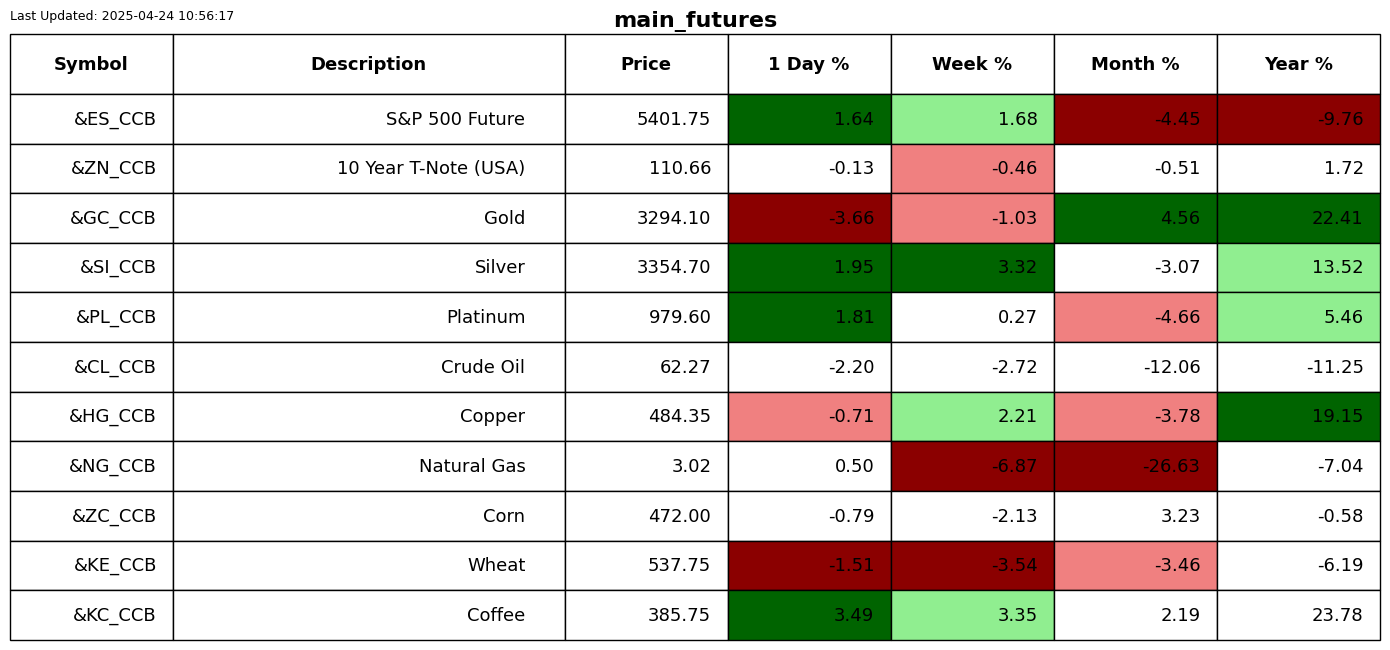 Last Updated: 2025-04-24 10:56:17
main_futures
Symbol Description Price 1 Day % Week % Month % Year %
&ES_CCB S&P 500 Future 5401.75 1.64 1.68 -4.45 -9.76
&ZN_CCB 10 Year T-Note (USA) 110.66 -0.13 -0.46 -0.51 1.72
&GC_CCB Gold 3294.10 -3.66 -1.03 4.56 22.41
&SI_CCB Silver 3354.70 1.95 3.32 -3.07 13.52
&PL_CCB Platinum 979.60 1.81 0.27 -4.66 5.46
&CL_CCB Crude Oil 62.27 -2.20 -2.72 -12.06 -11.25
&HG_CCB Copper 484.35 -0.71 2.21 -3.78 19.15
&NG_CCB Natural Gas 3.02 0.50 -6.87 -26.63 -7.04
&ZC_CCB Corn 472.00 -0.79 -2.13 3.23 -0.58
&KE_CCB Wheat 537.75 -1.51 -3.54 -3.46 -6.19
&KC_CCB Coffee 385.75 3.49 3.35 2.19 23.78